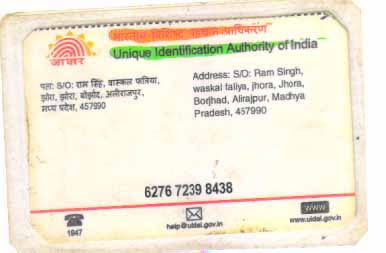 भारतीय विशिष्ट पहचान प्राधिकरण
आधार
Unique Identification Authority of India
पता: S/O: राम सिंह, वास्कल फलिया,
झोरा, झोरा, बोरझोड, अलीराजपुर,
मध्य प्रदेश, 457990
Address: S/O: Ram Singh,
waskal faliya, jhora, Jhora,
Borjhad, Alirajpur, Madhya
Pradesh, 457990
6276 7239 8438
1947
help@uidai.gov.in
www
www.uidai.gov.in